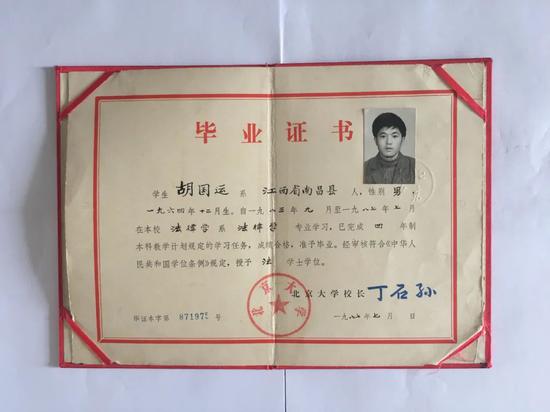 毕业证书
学生 胡国运 系 江西省南昌县 人，性别 男，
一九六四年十二月生。自一九八三年九月至一九八七年七月
在本校 法律学 系 法律学 专业学习，已完成 四 年制
本科教学计划规定的学习任务，成绩合格，准予毕业。经审核符合《中华人
民共和国学位条例》规定，授予 法 学士学位。
北京大学校长 丁石孙
北京大学
毕证本字第 871975 号
一九八七年七月 日